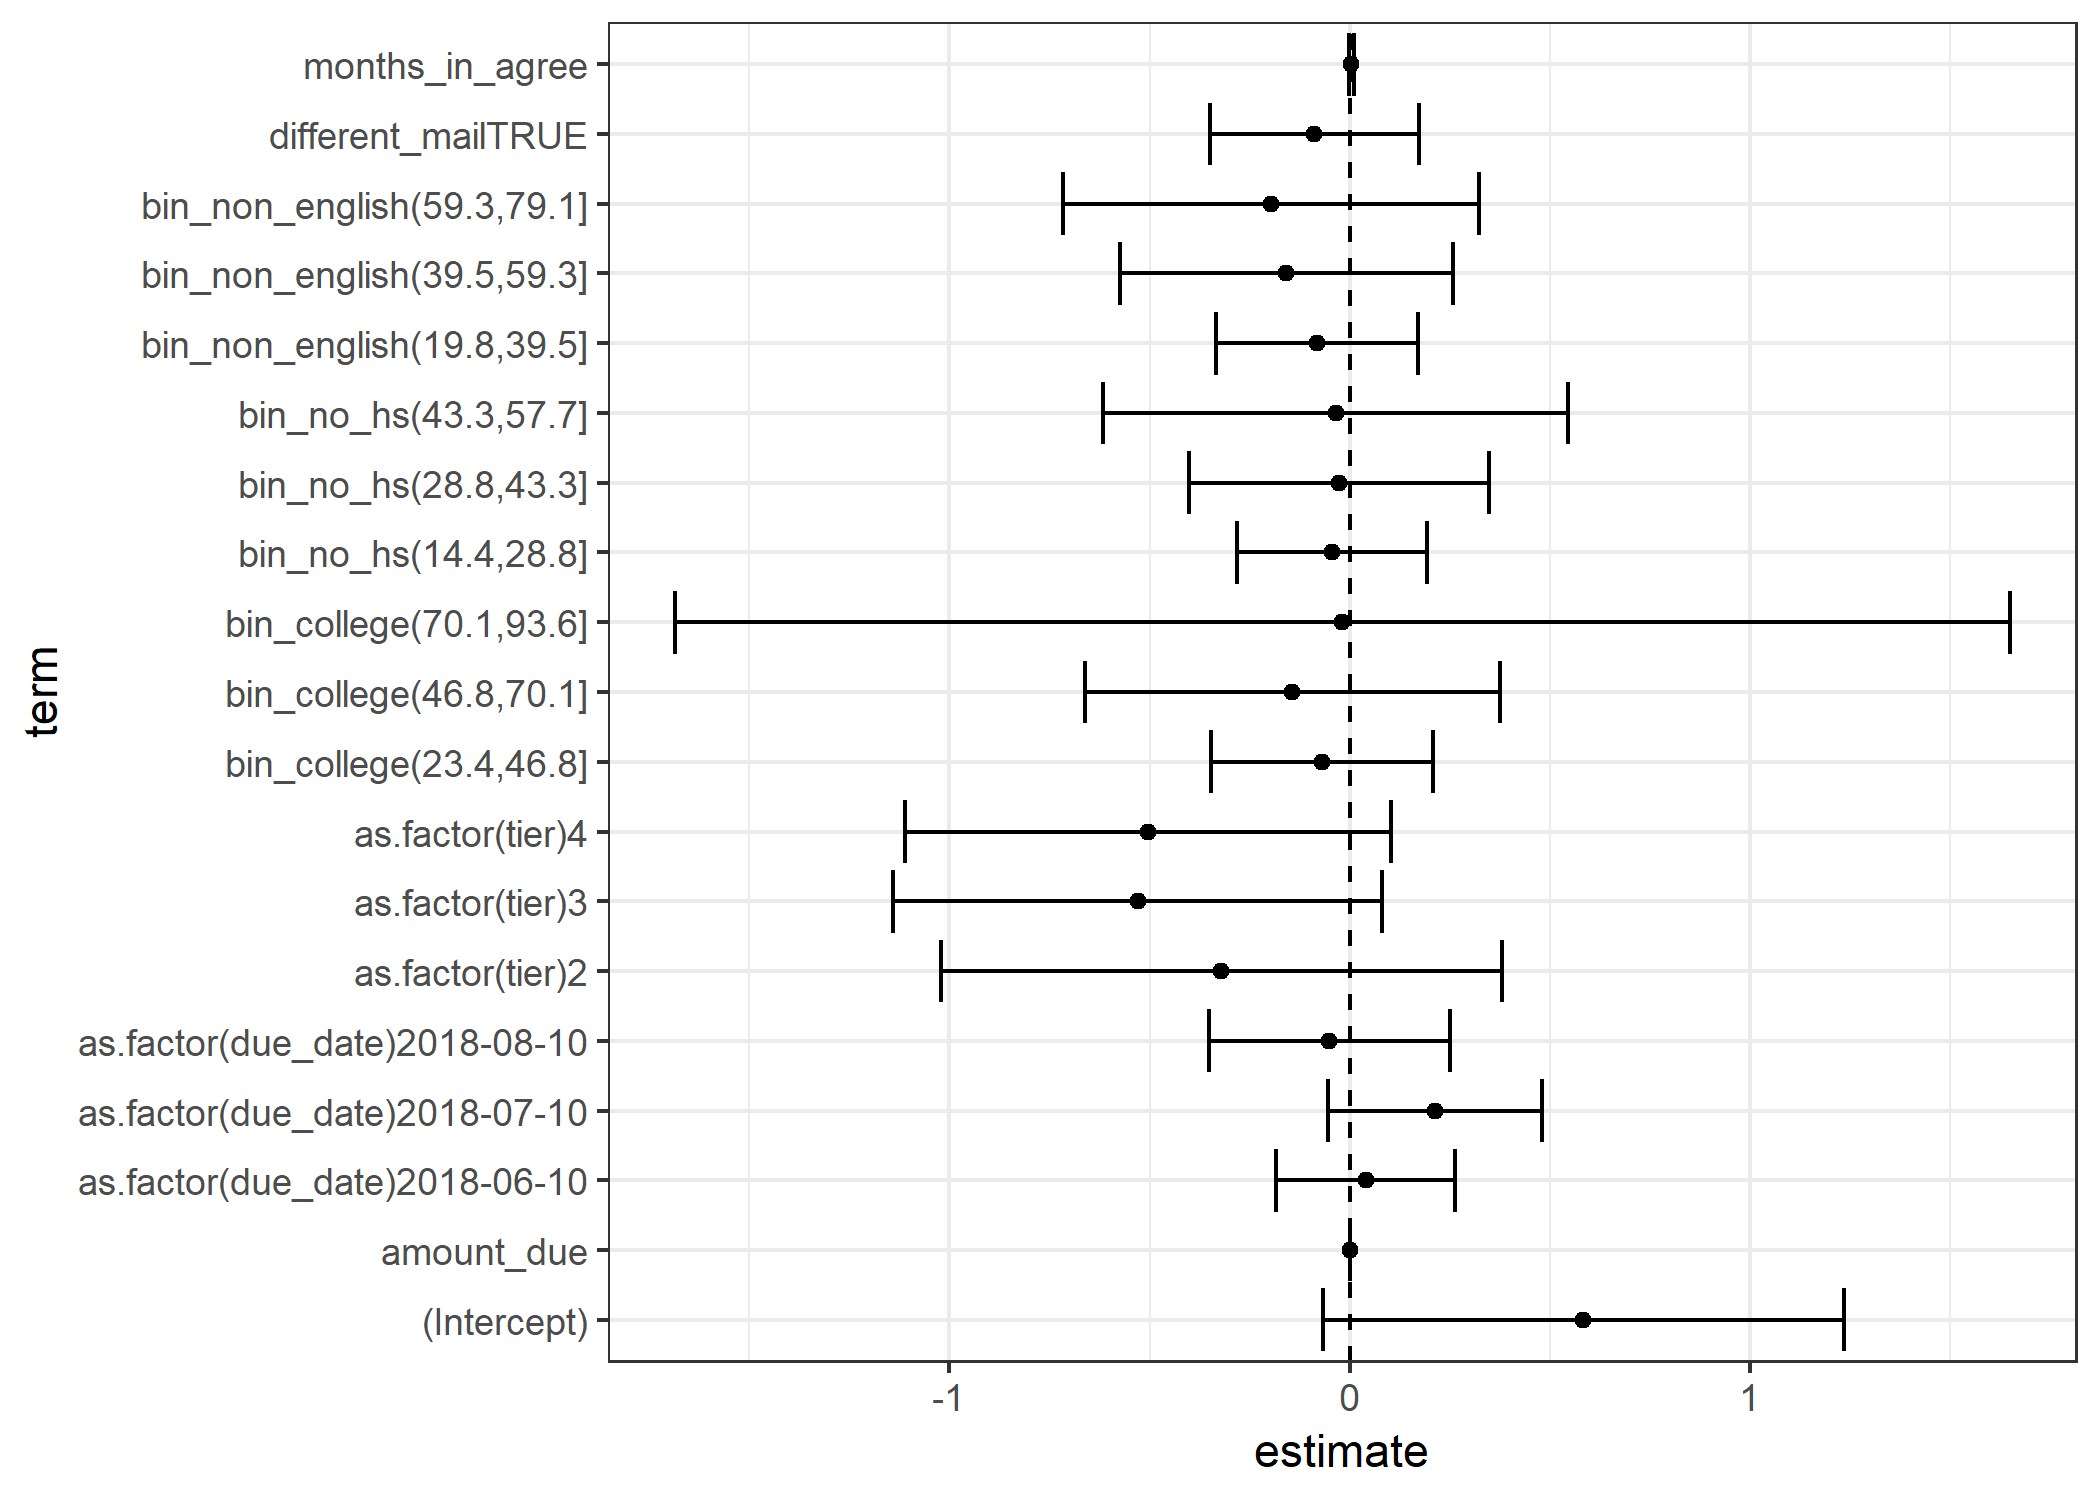 months_in_agree
different_mailTRUE
bin_non_english(59.3,79.1]
bin_non_english(39.5,59.3]
bin_non_english(19.8,39.5]
bin_no_hs(43.3,57.7]
bin_no_hs(28.8,43.3]
bin_no_hs(14.4,28.8]
bin_college(70.1,93.6]
bin_college(46.8,70.1]
bin_college(23.4,46.8]
as.factor(tier)4
as.factor(tier)3
as.factor(tier)2
as.factor(due_date)2018-08-10
as.factor(due_date)2018-07-10
as.factor(due_date)2018-06-10
amount_due
(Intercept)
term
-1 0 1
estimate